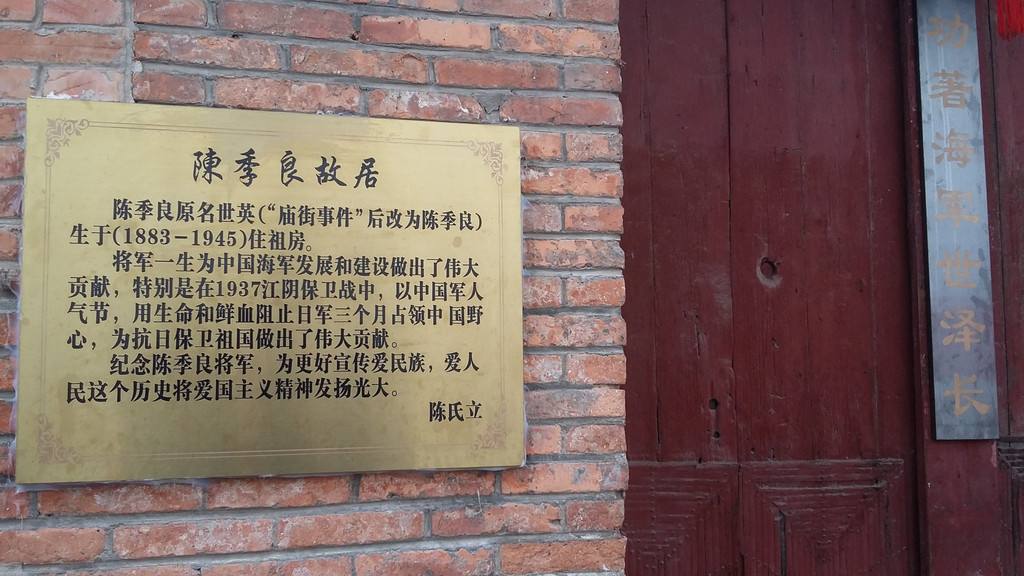 陳季良故居
陈季良原名世英(“庙街事件”后改为陈季良)
生于(1883-1945)住祖房。
将军一生为中国海军发展和建设做出了伟大
贡献，特别是在1937江阴保卫战中，以中国军人
气节，用生命和鲜血阻止日军三个月占领中国野
心，为抗日保卫祖国做出了伟大贡献。
纪念陈季良将军，为更好宣传爱民族，爱人
民这个历史将爱国主义精神发扬光大。
陈氏立
功著海军世泽长